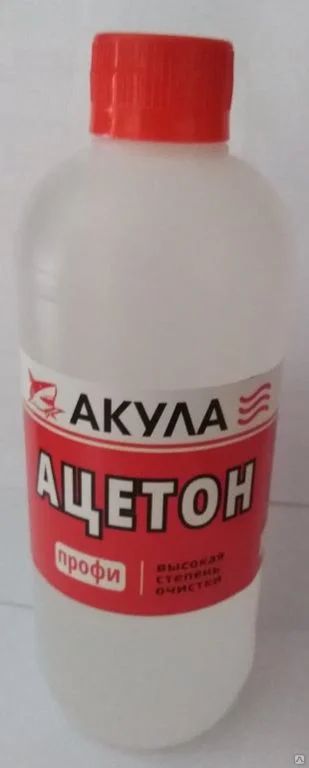 АКУЛА
АЦЕТОН
профи
высокая
степень
очистки